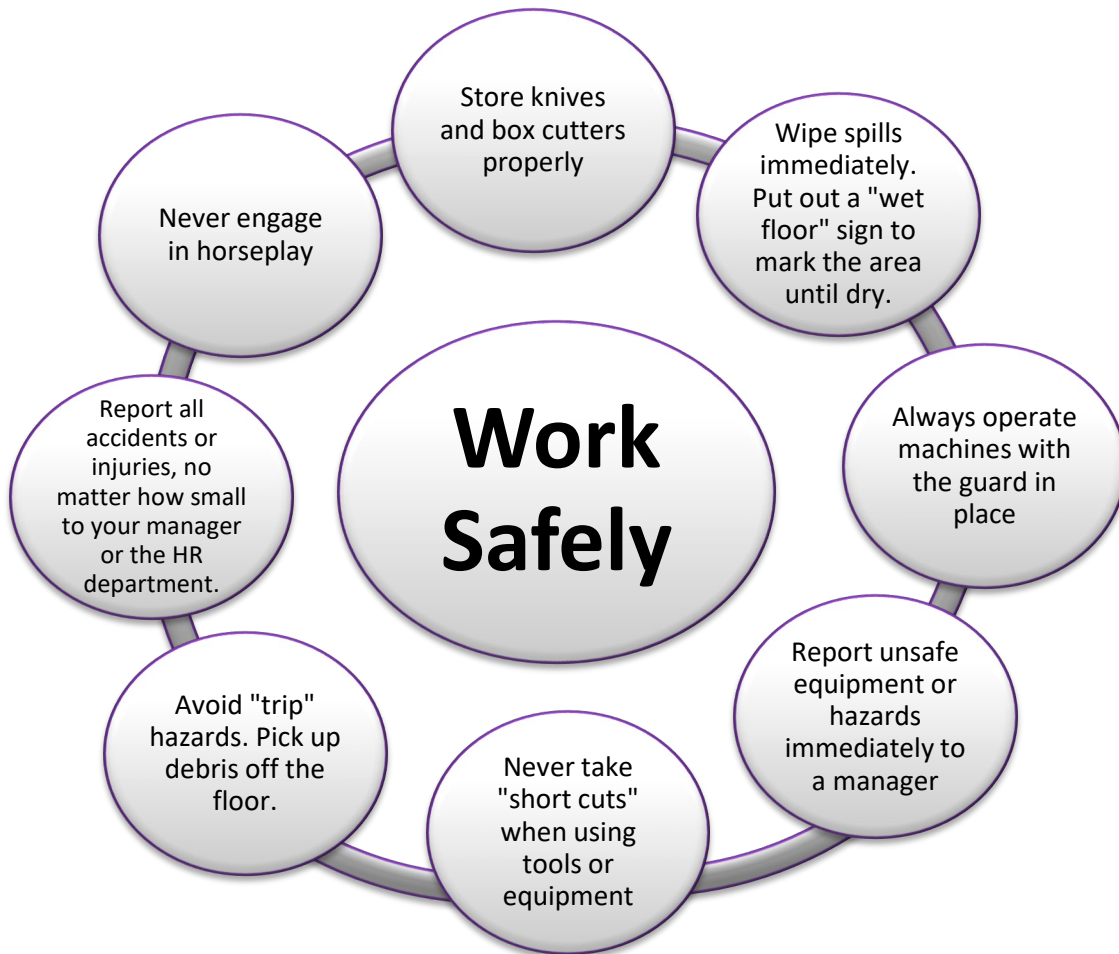 Store knives
and box cutters
properly
Wipe spills
immediately.
Put out a "wet
floor" sign to
mark the area
until dry.
Always operate
machines with
the guard in
place
Report unsafe
equipment or
hazards
immediately to
a manager
Never take
"short cuts"
when using
tools or
equipment
Avoid "trip"
hazards. Pick up
debris off the
floor.
Report all
accidents or
injuries, no
matter how small
to your manager
or the HR
department.
Never engage
in horseplay
Work
Safely